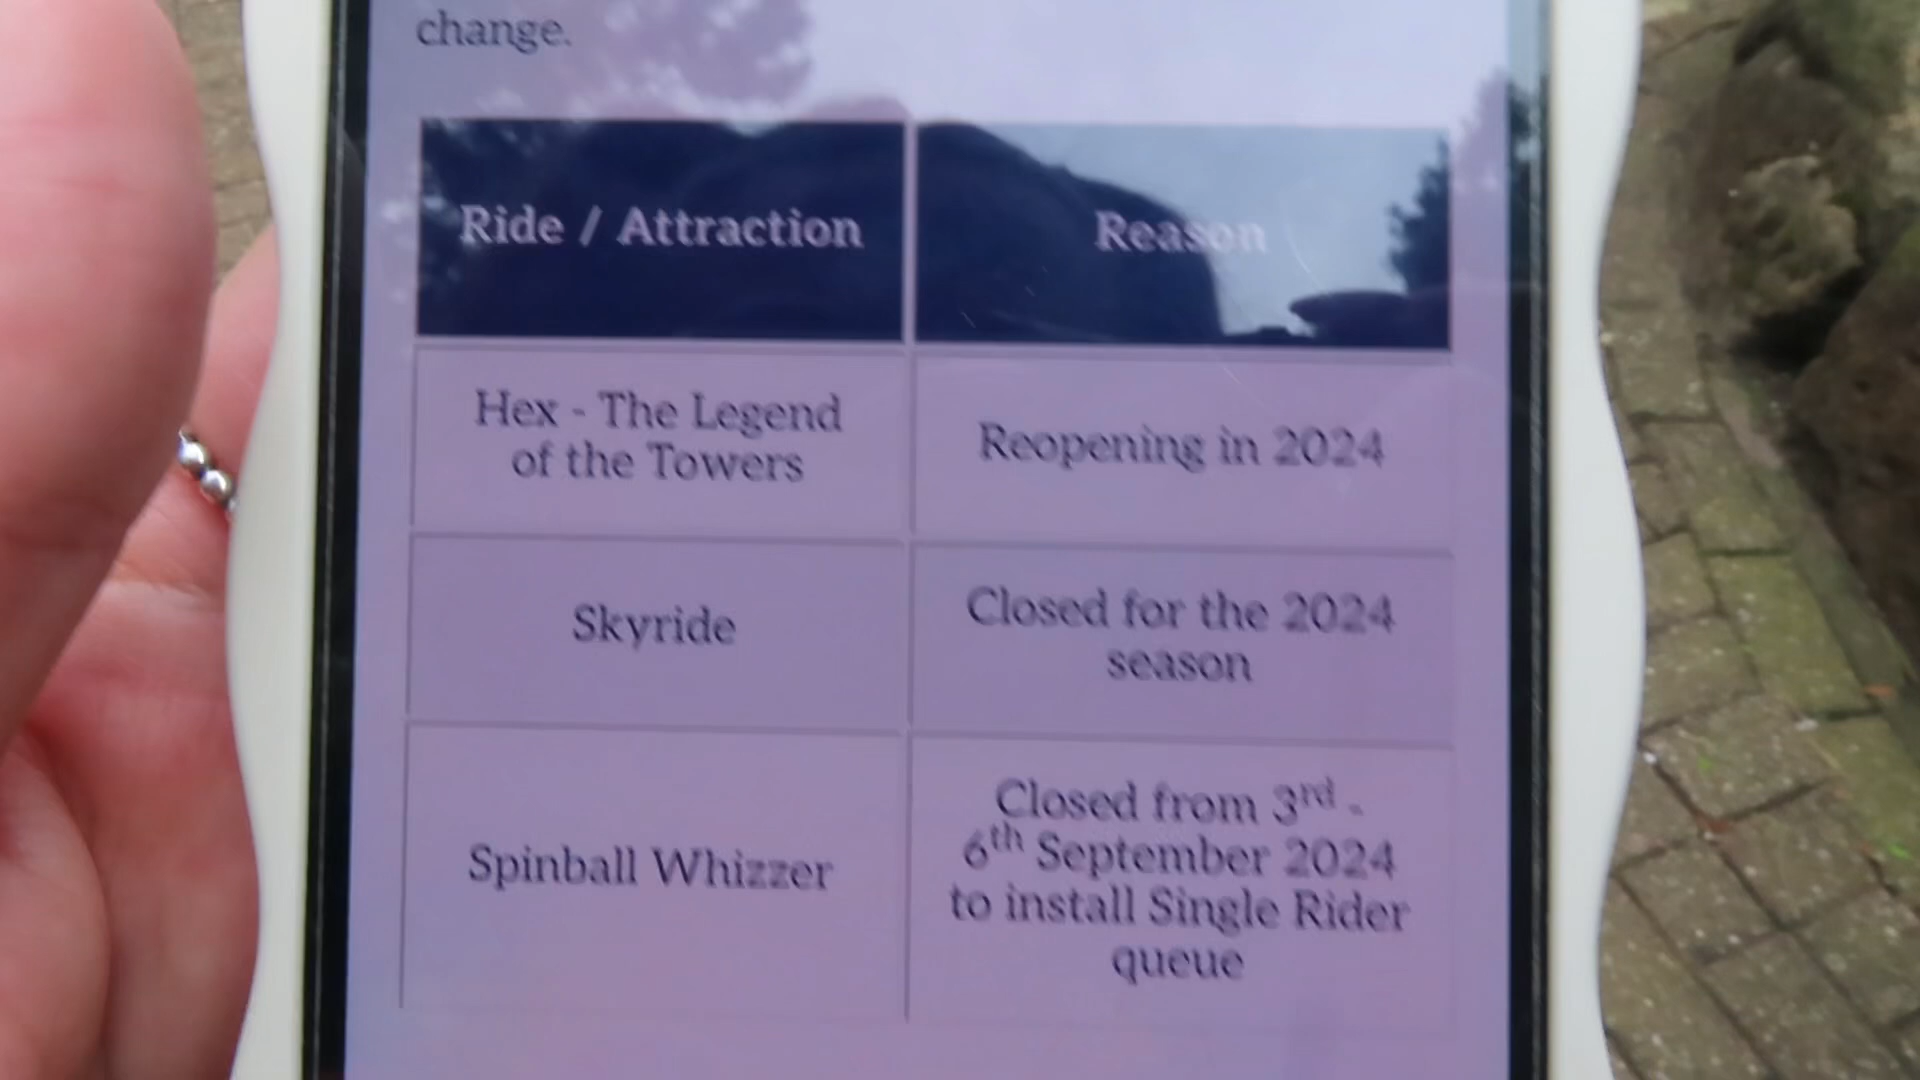 change.
Ride / Attraction
Reason
Hex - The Legend
of the Towers
Reopening in 2024
Skyride
Closed for the 2024
season
Spinball Whizzer
Closed from 3rd -
6th September 2024
to install Single Rider
queue